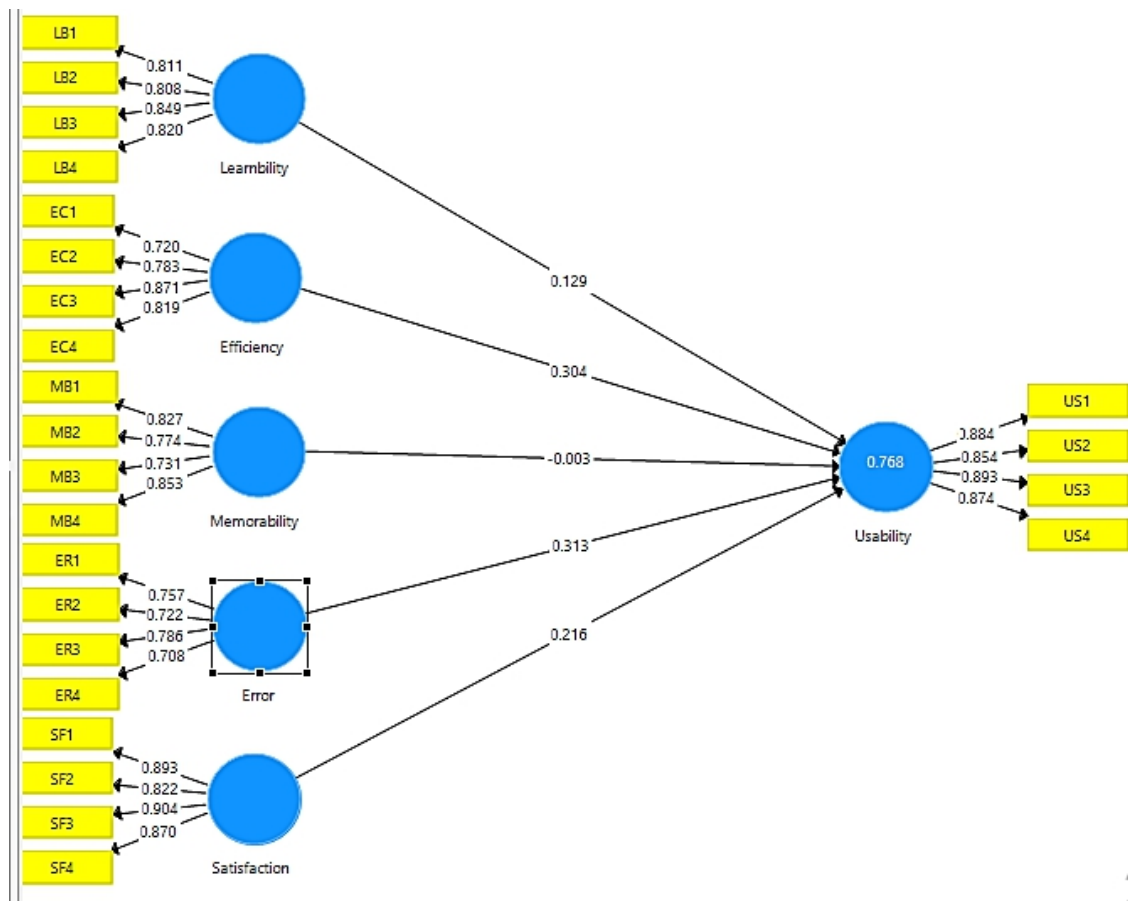 LB1
LB2
LB3
LB4
0.811
0.808
0.849
0.820
Learnbility
EC1
EC2
EC3
EC4
0.720
0.783
0.871
0.819
Efficiency
MB1
MB2
MB3
MB4
0.827
0.774
0.731
0.853
Memorability
ER1
ER2
ER3
ER4
0.757
0.722
0.786
0.708
Error
SF1
SF2
SF3
SF4
0.893
0.822
0.904
0.870
Satisfaction
0.129
0.304
-0.003
0.313
0.216
0.768
Usability
0.884
0.854
0.893
0.874
US1
US2
US3
US4